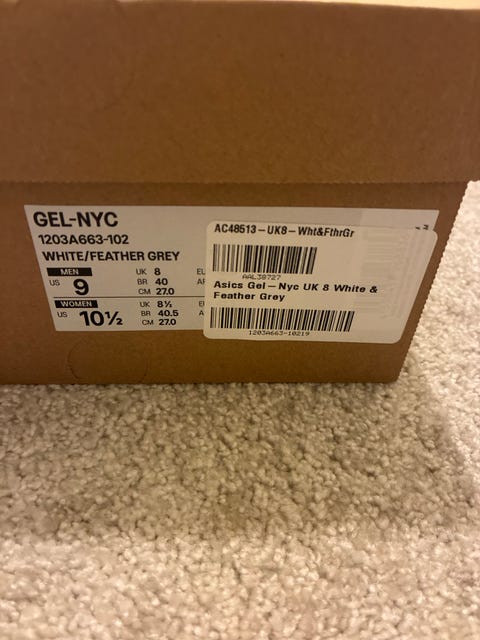 GEL-NYC
1203A663-102
WHITE/FEATHER GREY
MEN
US 9
UK 8
BR 40
CM 27.0
WOMEN
US 10½
UK 8½
BR 40.5
CM 27.0
AC48513-UK8-Wht&FthrGr
AAL38727
Asics Gel-Nyc UK 8 White &
Feather Grey
1203A663-10219